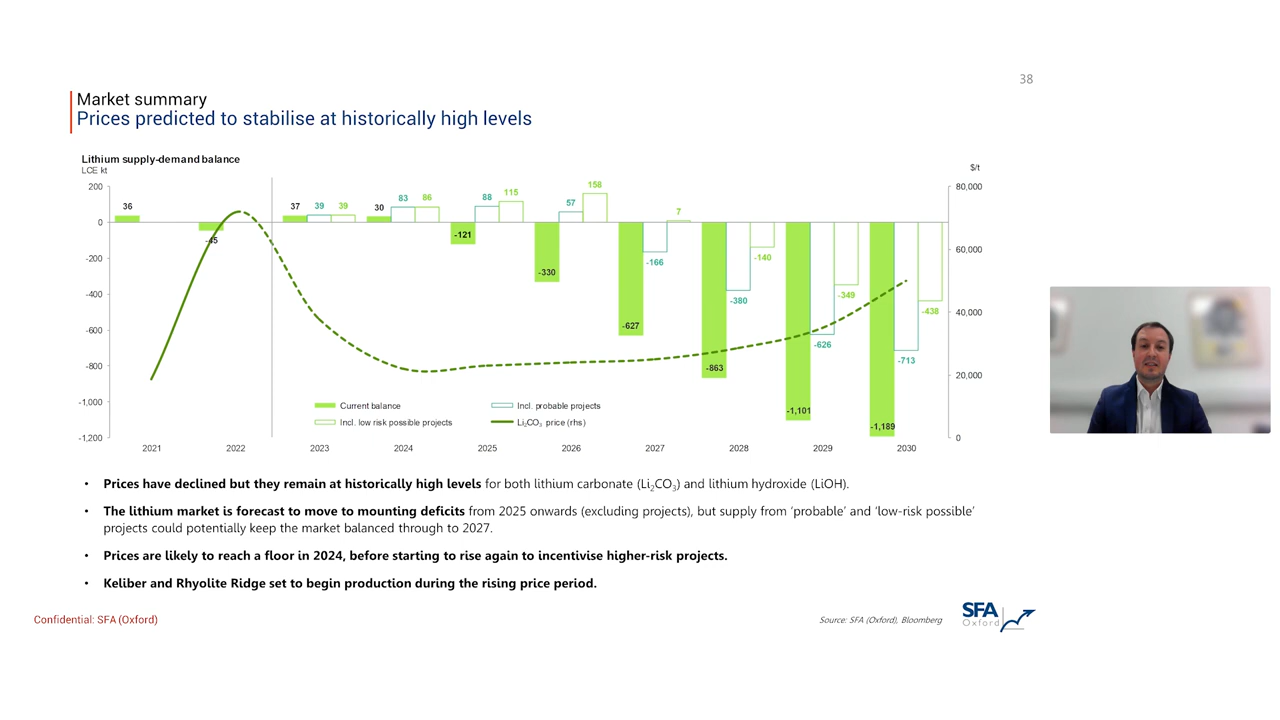 38
Market summary
Prices predicted to stabilise at historically high levels
Lithium supply-demand balance
LCE kt
$/t
200
0
-200
-400
-600
-800
-1,000
-1,200
80,000
60,000
40,000
20,000
0
36
-45
37
39
39
30
83
86
-121
88
115
-330
57
158
-627
-166
7
-863
-380
-140
-1,101
-626
-349
-1,189
-713
-438
Current balance
Incl. probable projects
Incl. low risk possible projects
Li₂CO₃ price (rhs)
2021 2022 2023 2024 2025 2026 2027 2028 2029 2030
• Prices have declined but they remain at historically high levels for both lithium carbonate (Li₂CO₃) and lithium hydroxide (LiOH).
• The lithium market is forecast to move to mounting deficits from 2025 onwards (excluding projects), but supply from ‘probable’ and ‘low-risk possible’
projects could potentially keep the market balanced through to 2027.
• Prices are likely to reach a floor in 2024, before starting to rise again to incentivise higher-risk projects.
• Keliber and Rhyolite Ridge set to begin production during the rising price period.
Confidential: SFA (Oxford)
Source: SFA (Oxford), Bloomberg
SFA
Oxford